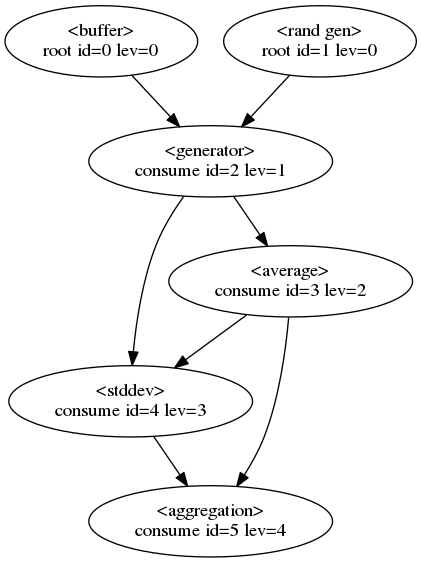 <buffer>
root id=0 lev=0
<rand gen>
root id=1 lev=0
<generator>
consume id=2 lev=1
<average>
consume id=3 lev=2
<stddev>
consume id=4 lev=3
<aggregation>
consume id=5 lev=4